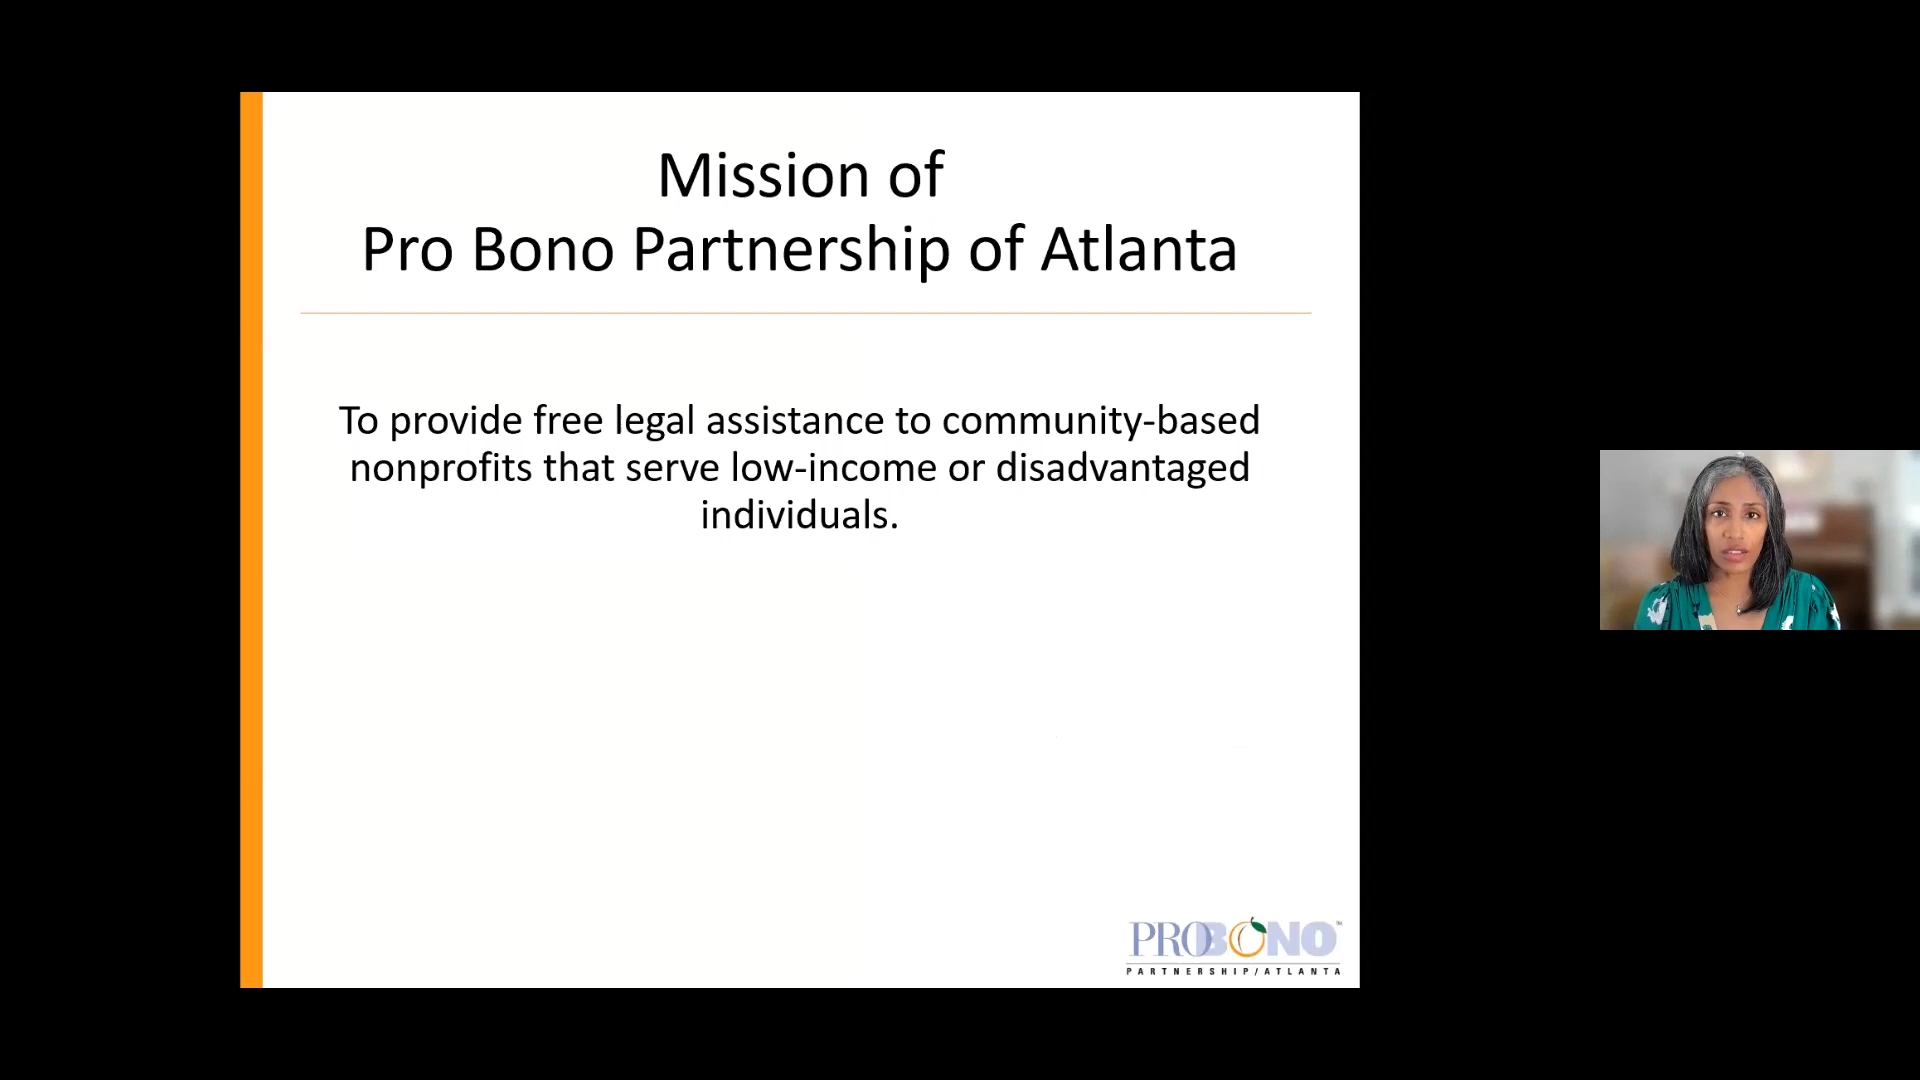 Mission of
Pro Bono Partnership of Atlanta
To provide free legal assistance to community-based
nonprofits that serve low-income or disadvantaged
individuals.
PROBONO™
PARTNERSHIP/ATLANTA